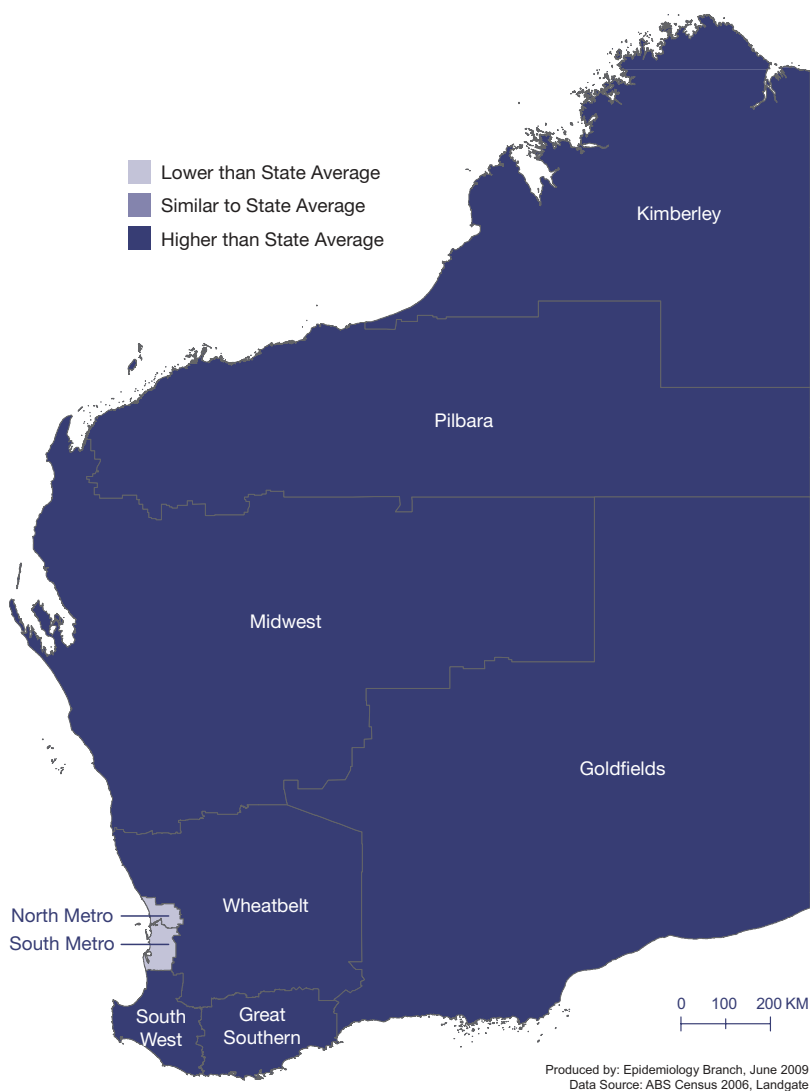 Lower than State Average
Similar to State Average
Higher than State Average
Kimberley
Pilbara
Midwest
Goldfields
Wheatbelt
North Metro
South Metro
South
West
Great
Southern
0 100 200 KM
Produced by: Epidemiology Branch, June 2009
Data Source: ABS Census 2006, Landgate